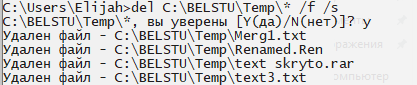 C:\Users\Elijah>del C:\BELSTU\Temp\* /f /s
C:\BELSTU\Temp\*, вы уверены [Y(да)/N(нет)]? y
Удален файл - C:\BELSTU\Temp\Merg1.txt
Удален файл - C:\BELSTU\Temp\Renamed.Ren
Удален файл - C:\BELSTU\Temp\text skryto.rar
Удален файл - C:\BELSTU\Temp\text3.txt